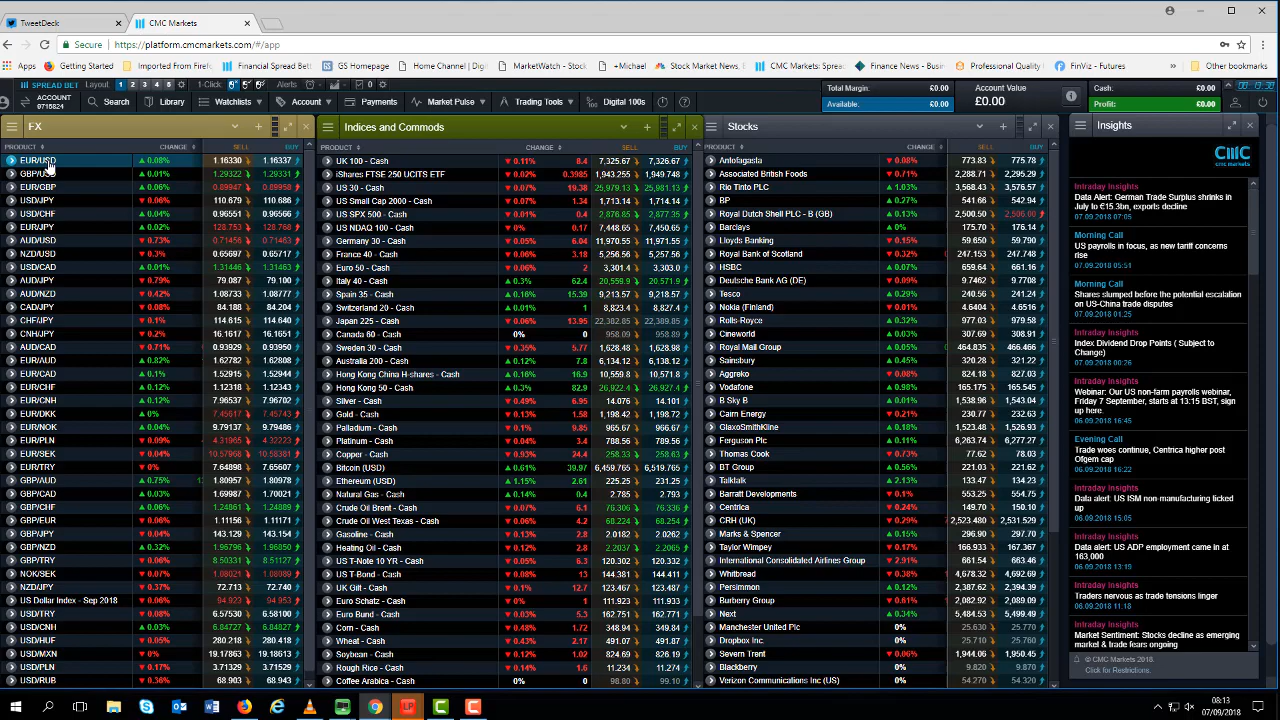 TweetDeck
CMC Markets
Secure
https://platform.cmcmarkets.com/#/app
Apps
Getting Started
Imported From Firefo
Financial Spread Bet
GS Homepage
Home Channel | Digi
MarketWatch - Stock
+Michael
Stock Market News
CMC Markets: Sprea
Finance News - Busin
Professional Quality
FinViz - Futures
Other bookmarks
SPREAD BET
Layout
1 2 3 4 5
1-Click:
Alerts
0
ACCOUNT
0715824
Search
Library
Watchlists
Account
Payments
Market Pulse
Trading Tools
Digital 100s
Total Margin: £0.00
Available: £0.00
Account Value
£0.00
Cash: £0.00
Profit: £0.00
FX
PRODUCT CHANGE SELL BUY
EUR/USD 0.08% 1.16330 1.16337
GBP/US 0.01% 1.29322 1.29331
EUR/GBP 0.06% 0.89947 0.89958
USD/JPY 0.06% 110.679 110.686
USD/CHF 0.04% 0.96551 0.96566
EUR/JPY 0.02% 128.753 128.768
AUD/USD 0.73% 0.71456 0.71463
NZD/USD 0.3% 0.65697 0.65717
USD/CAD 0.01% 1.31446 1.31463
AUD/JPY 0.79% 79.087 79.100
AUD/NZD 0.42% 1.08733 1.08777
CAD/JPY 0.08% 84.188 84.204
CHF/JPY 0.1% 114.615 114.640
CNH/JPY 0.2% 16.1617 16.1651
AUD/CAD 0.71% 0.93929 0.93950
EUR/AUD 0.82% 1.62782 1.62808
EUR/CAD 0.1% 1.52915 1.52944
EUR/CHF 0.13% 1.12318 1.12343
EUR/CNH 0.12% 7.96537 7.96702
EUR/DKK 0% 7.45617 7.45743
EUR/NOK 0.04% 9.79137 9.79486
EUR/PLN 0.09% 4.31965 4.32223
EUR/SEK 0.04% 10.57968 10.58381
EUR/TRY 0% 7.64898 7.65607
GBP/AUD 0.75% 1.80978
GBP/CAD 0.06% 1.69987 1.70021
GBP/CHF 0.06% 1.24861 1.24889
GBP/EUR 0.06% 1.11156 1.11171
GBP/JPY 0.06% 143.129 143.154
GBP/NZD 0.32% 1.96796 1.96850
GBP/TRY 0.06% 8.50331 8.51157
NOK/SEK 0.07% 1.08021 1.08089
NZD/JPY 0.36% 72.713 72.737
US Dollar Index - Sep 2018 0.06% 94.923 94.953
USD/TRY 0.08% 6.57530 6.58100
USD/CNH 0.03% 6.84727 6.84777
USD/HUF 0.04% 280.218 280.418
USD/MXN 0% 19.17863 19.18613
USD/PLN 0.17% 3.71329 3.71529
USD/RUB 0.36% 68.903 68.943
Indices and Commods
PRODUCT CHANGE SELL BUY
UK 100 - Cash 0.11% 8.4 7,325.67 7,326.67
iShares FTSE 250 UCITS ETF 0.02% 0.3985 1,943.255 1,949.748
US 30 - Cash 0.07% 19.38 25,979.13 25,981.13
US Small Cap 2000 - Cash 0.07% 1.34
US SPX 500 - Cash 0.01% 0.4 2,876.85 2,877.35
US NDAQ 100 - Cash 0% 0.17 7,448.65 7,450.65
Germany 30 - Cash 0.05% 6.04 11,970.55
France 40 - Cash 0.06% 3.18 5,256.56 5,257.56
Euro 50 - Cash 0.06% 2 3,301.4 3,303.0
Italy 40 - Cash 0.3% 62.4 20,559.9 20,571.9
Spain 35 - Cash 0.16% 15.39 9,213.57 9,218.57
Switzerland 20 - Cash 0.01% 1 8,823.4 8,826.4
Japan 225 - Cash 0.06% 13.95 22,382.85 22,389.85
Canada 60 - Cash 0% 0 958.09 958.89
Sweden 30 - Cash 0.35% 5.77 1,628.48 1,628.98
Australia 200 - Cash 0.12% 7.8 6,134.12 6,136.12
Hong Kong China H-shares - Cash 0.16% 16.9 10,559.8 10,571.8
Hong Kong 50 - Cash 0.3% 82.9 26,922.4 26,927.4
Silver - Cash 0.49% 6.95 14.076 14.101
Gold - Cash 0.13% 1.58 1,198.42 1,198.72
Palladium - Cash 0.1% 9.85 965.67 966.67
Platinum - Cash 0.04% 3.4 788.56 789.56
Copper - Cash 0.93% 24.4 258.33 258.63
Bitcoin (USD) 0.61% 39.97 6,459.765 6,519.765
Ethereum (USD) 1.15% 2.61 225.25 231.25
Natural Gas - Cash 0.14% 0.4 2.785 2.793
Crude Oil Brent - Cash 0.07% 6.1 76.306 76.336
Crude Oil West Texas - Cash 0.06% 4.2 68.224 68.254
Gasoline - Cash 0.13% 2.8 2.0182 2.0262
Heating Oil - Cash 0.12% 2.8 2.2037 2.2065
US T-Note 10 YR - Cash 0.05% 6.3 120.302
US T-Bond - Cash 0.08% 13 144.381 144.411
UK Gilt - Cash 0.1% 12.7 123.467 123.487
Euro Schatz - Cash 0% 1
Euro Bund - Cash 0.03% 5.3 162.751 162.771
Corn - Cash 0.48% 1.72 348.94 349.84
Wheat - Cash 0.43% 2.17 491.07 491.87
Soybean - Cash 0.12% 1.02 824.69 826.19
Rough Rice - Cash 0.14% 1.6 11.234 11.274
Coffee Arabica - Cash 0% 0 98.80 99.10
Stocks
PRODUCT CHANGE SELL BUY
Antofagasta 0.08% 773.83 775.78
Associated British Foods 0.71% 2,288.71 2,295.29
Rio Tinto PLC 1.03% 3,568.43 3,578.57
BP 0.27% 541.56 542.94
Royal Dutch Shell PLC - B (GB) 0.13% 2,500.50 2,506.00
Barclays 0% 175.70 176.14
Lloyds Banking 0.15% 59.650 59.790
Royal Bank of Scotland 0.32% 247.153 247.748
HSBC 0.07% 659.64 661.16
Deutsche Bank AG (DE) 0.09% 9.7462 9.7708
Tesco 0.29% 240.56 241.24
Nokia (Finland) 0.01% 4.6504 4.6516
Rolls-Royce 0.32% 977.03 979.58
Cineworld 0.03% 307.69 308.91
Royal Mail Group 0.35% 464.834 466.466
Sainsbury 0.45% 320.28 321.22
Aggreko 0.08% 824.18 827.03
Vodafone 0.98% 167.34 167.78
B Sky B 0.01% 1,538.96 1,543.04
Cairn Energy 0.21% 230.77 232.63
GlaxoSmithKline 0.18% 1,523.48 1,526.53
Ferguson Plc 0.11% 6,263.74 6,277.27
Thomas Cook 0.73% 77.62 78.03
BT Group 0.56% 221.03 221.62
Talktalk 2.13% 133.47 134.23
Barratt Developments 0.1% 553.25 554.75
Centrica 0.24% 149.70 150.10
CRH (UK) 0.29% 2,523.480 2,531.529
Marks & Spencer 0.15% 296.90 297.70
Taylor Wimpey 0.17% 166.933 167.367
International Consolidated Airlines Group 2.91% 661.54 663.46
Whitbread 0.38% 4,678.32 4,692.69
Persimmon 0.12% 2,387.62 2,394.38
Burberry Group 0.61% 2,082.92 2,089.08
Next 0.34% 5,467.92
Manchester United Plc 0% 25.630 25.770
Dropbox Inc 0% 25.710 25.760
Severn Trent 0.06% 1,944.06 1,950.45
Blackberry 0% 9.820 9.870
Verizon Communications Inc (US) 0% 54.270 54.320
Insights
cmc markets
Intraday Insights
Data Alert: German Trade Surplus shrinks in
July to €15.3bn, exports decline
07.09.2018 07:05
Morning Call
US payrolls in focus, as new tariff concerns
rise
07.09.2018 05:51
Morning Call
Shares slumped before the potential escalation
on US-China trade disputes
07.09.2018 01:25
Intraday Insights
Index Dividend Drop Points ( Subject to
Change)
06.09.2018 20:00
Intraday Insights
Webinar: Our US non-farm payrolls webinar,
Friday 7 September, starts at 13:15 BST, sign
up here.
06.09.2018 16:45
Evening Call
Trade woes continue, Centrica higher post
Ofgem cap
06.09.2018 16:22
Intraday Insights
Data alert: US ISM non-manufacturing ticked
up
06.09.2018 15:05
Intraday Insights
Data alert: US ADP employment came in at
163,000
06.09.2018 13:19
Intraday Insights
Traders nervous as trade tensions linger
06.09.2018 11:18
Intraday Insights
Market Sentiment: Stocks decline as emerging
market & trade fears ongoing
© CMC Markets 2018
Click for Restrictions.
08:13
07/09/2018